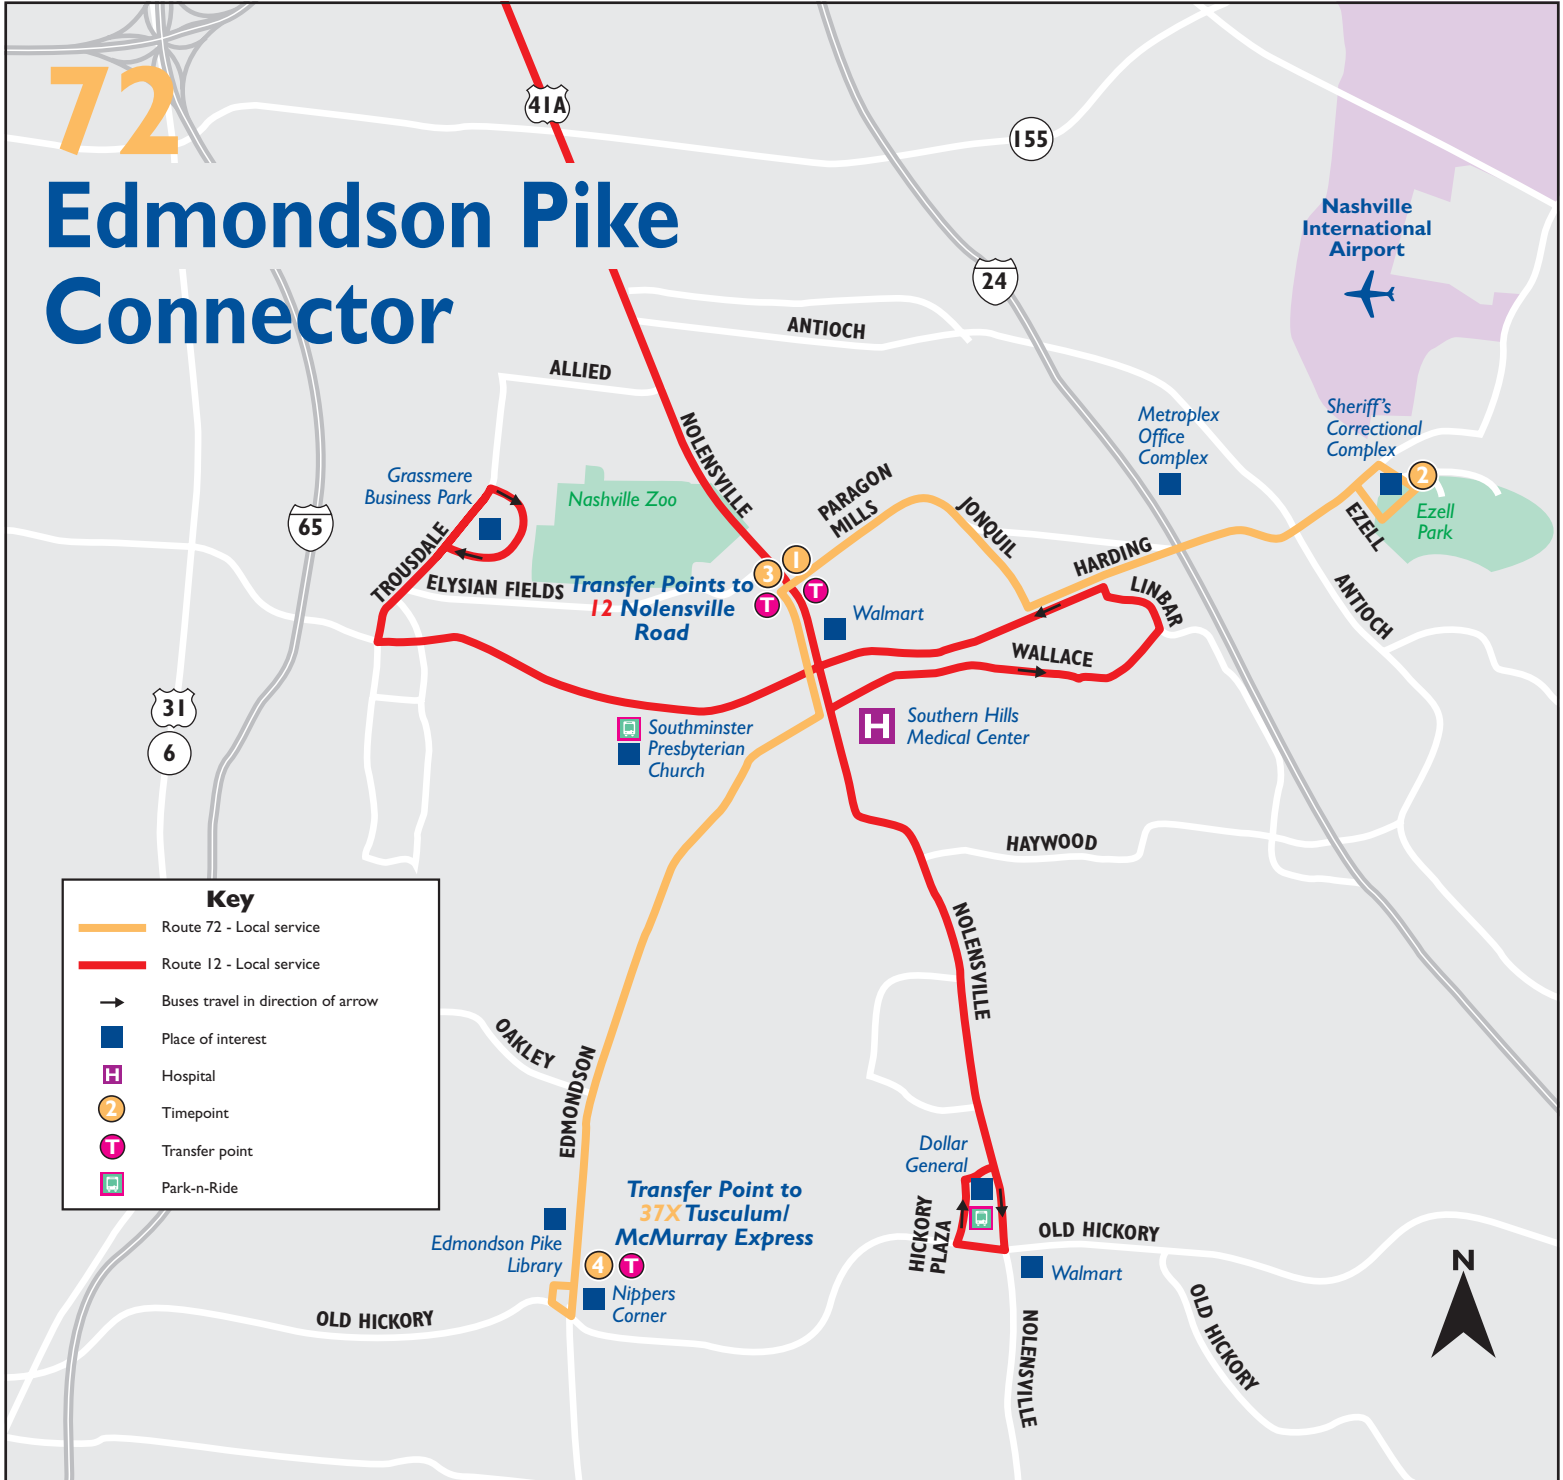 72
Edmondson Pike
Connector
41A
155
24
65
31
6
Nashville
International
Airport
ANTIOCH
ALLIED
NOLENSVILLE
Metroplex
Office
Complex
Sheriff's
Correctional
Complex
2
Ezell
Park
EZELL
Grassmere
Business Park
Nashville Zoo
PARAGON
MILLS
JONQUIL
HARDING
LINBAR
ANTIOCH
TROUSDALE
ELYSIAN FIELDS
Transfer Points to
12 Nolensville
Road
3
1
T
T
Walmart
WALLACE
Southminster
Presbyterian
Church
H
Southern Hills
Medical Center
HAYWOOD
NOLENSVILLE
Key
Route 72 - Local service
Route 12 - Local service
Buses travel in direction of arrow
Place of interest
H
Hospital
2
Timepoint
T
Transfer point
Park-n-Ride
OAKLEY
EDMONDSON
Transfer Point to
37X Tusculum/
McMurray Express
Edmondson Pike
Library
4
T
Nippers
Corner
OLD HICKORY
Dollar
General
HICKORY
PLAZA
OLD HICKORY
Walmart
OLD HICKORY
NOLENSVILLE
N